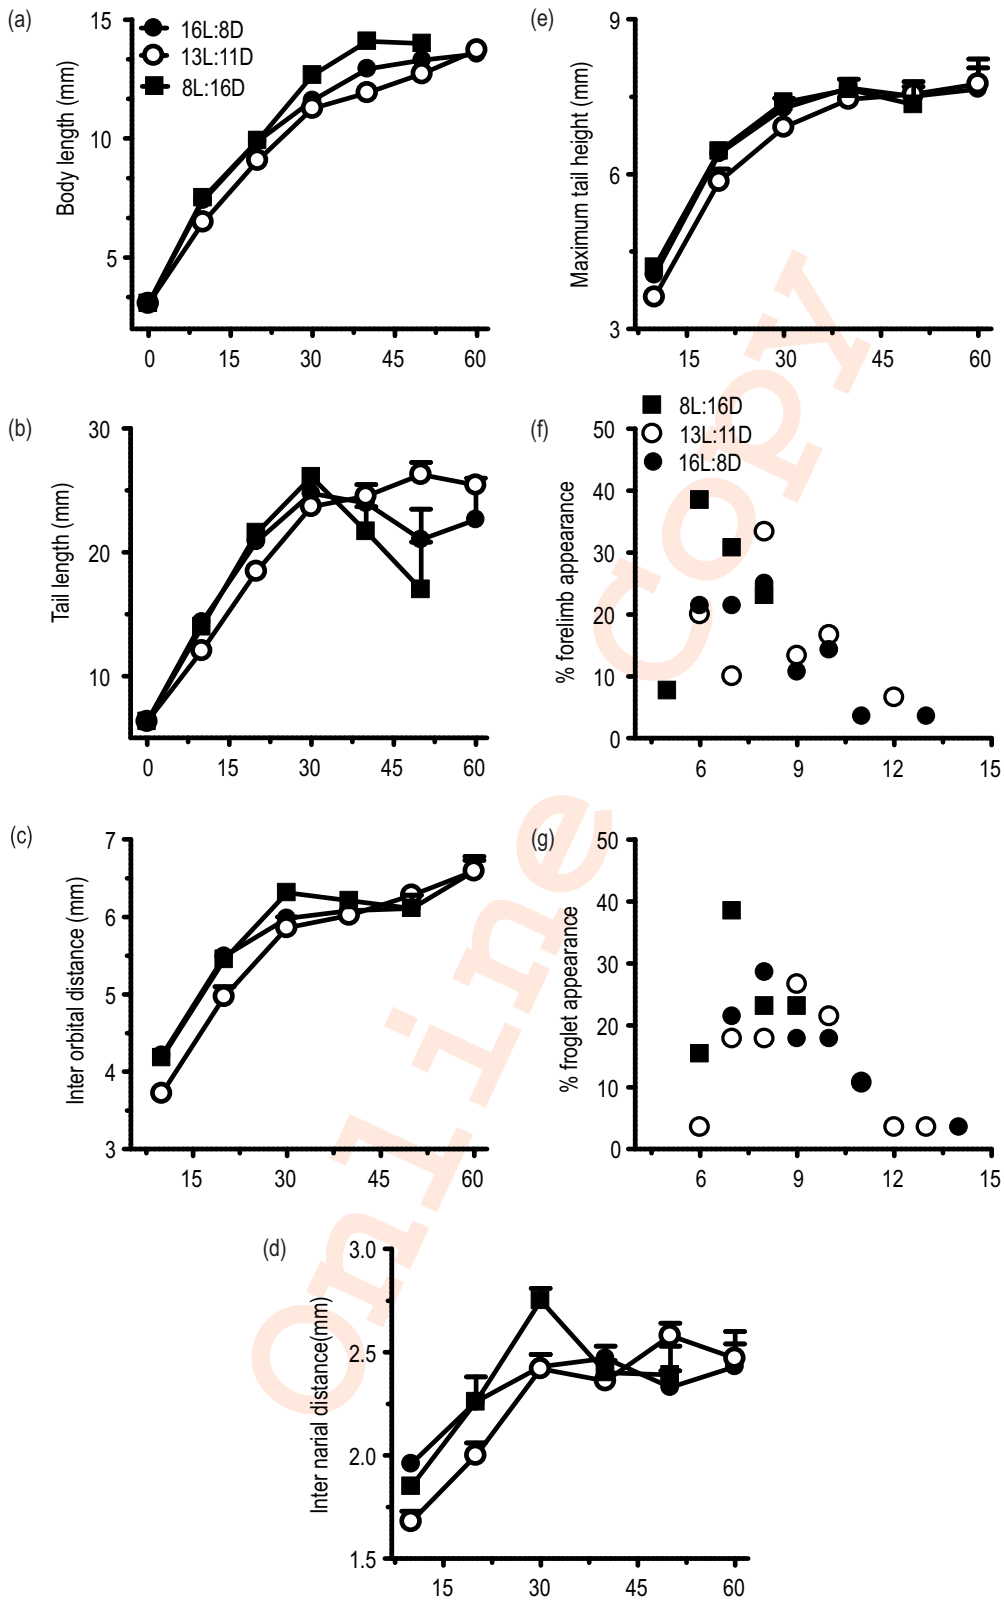 (a)
Body length (mm)
15
10
5
0 15 30 45 60
16L:8D
13L:11D
8L:16D
(e)
Maximum tail height (mm)
9
6
3
15 30 45 60
(b)
Tail length (mm)
30
20
10
0 15 30 45 60
(f)
% forelimb appearance
50
40
30
20
10
0
6 9 12 15
8L:16D
13L:11D
16L:8D
(c)
Inter orbital distance (mm)
7
6
5
4
3
15 30 45 60
(g)
% froglet appearance
50
40
30
20
10
0
6 9 12 15
(d)
Inter narial distance(mm)
3.0
2.5
2.0
1.5
15 30 45 60
Online Copy